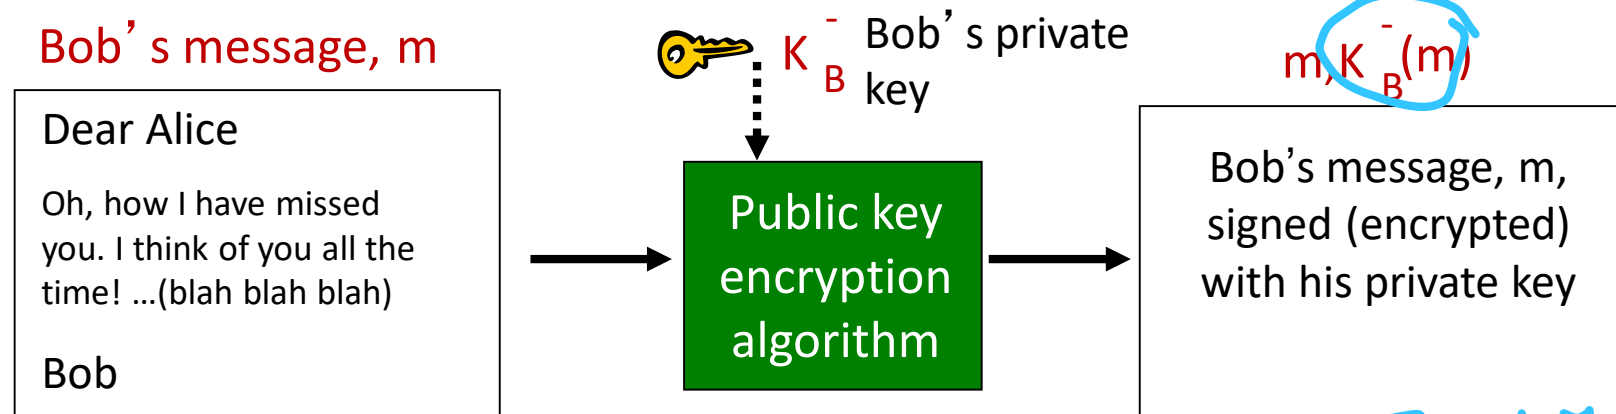 Bob's message, m
Dear Alice
Oh, how I have missed
you. I think of you all the
time! …(blah blah blah)
Bob
K B - Bob's private
key
Public key
encryption
algorithm
m,K B - (m)
Bob's message, m,
signed (encrypted)
with his private key